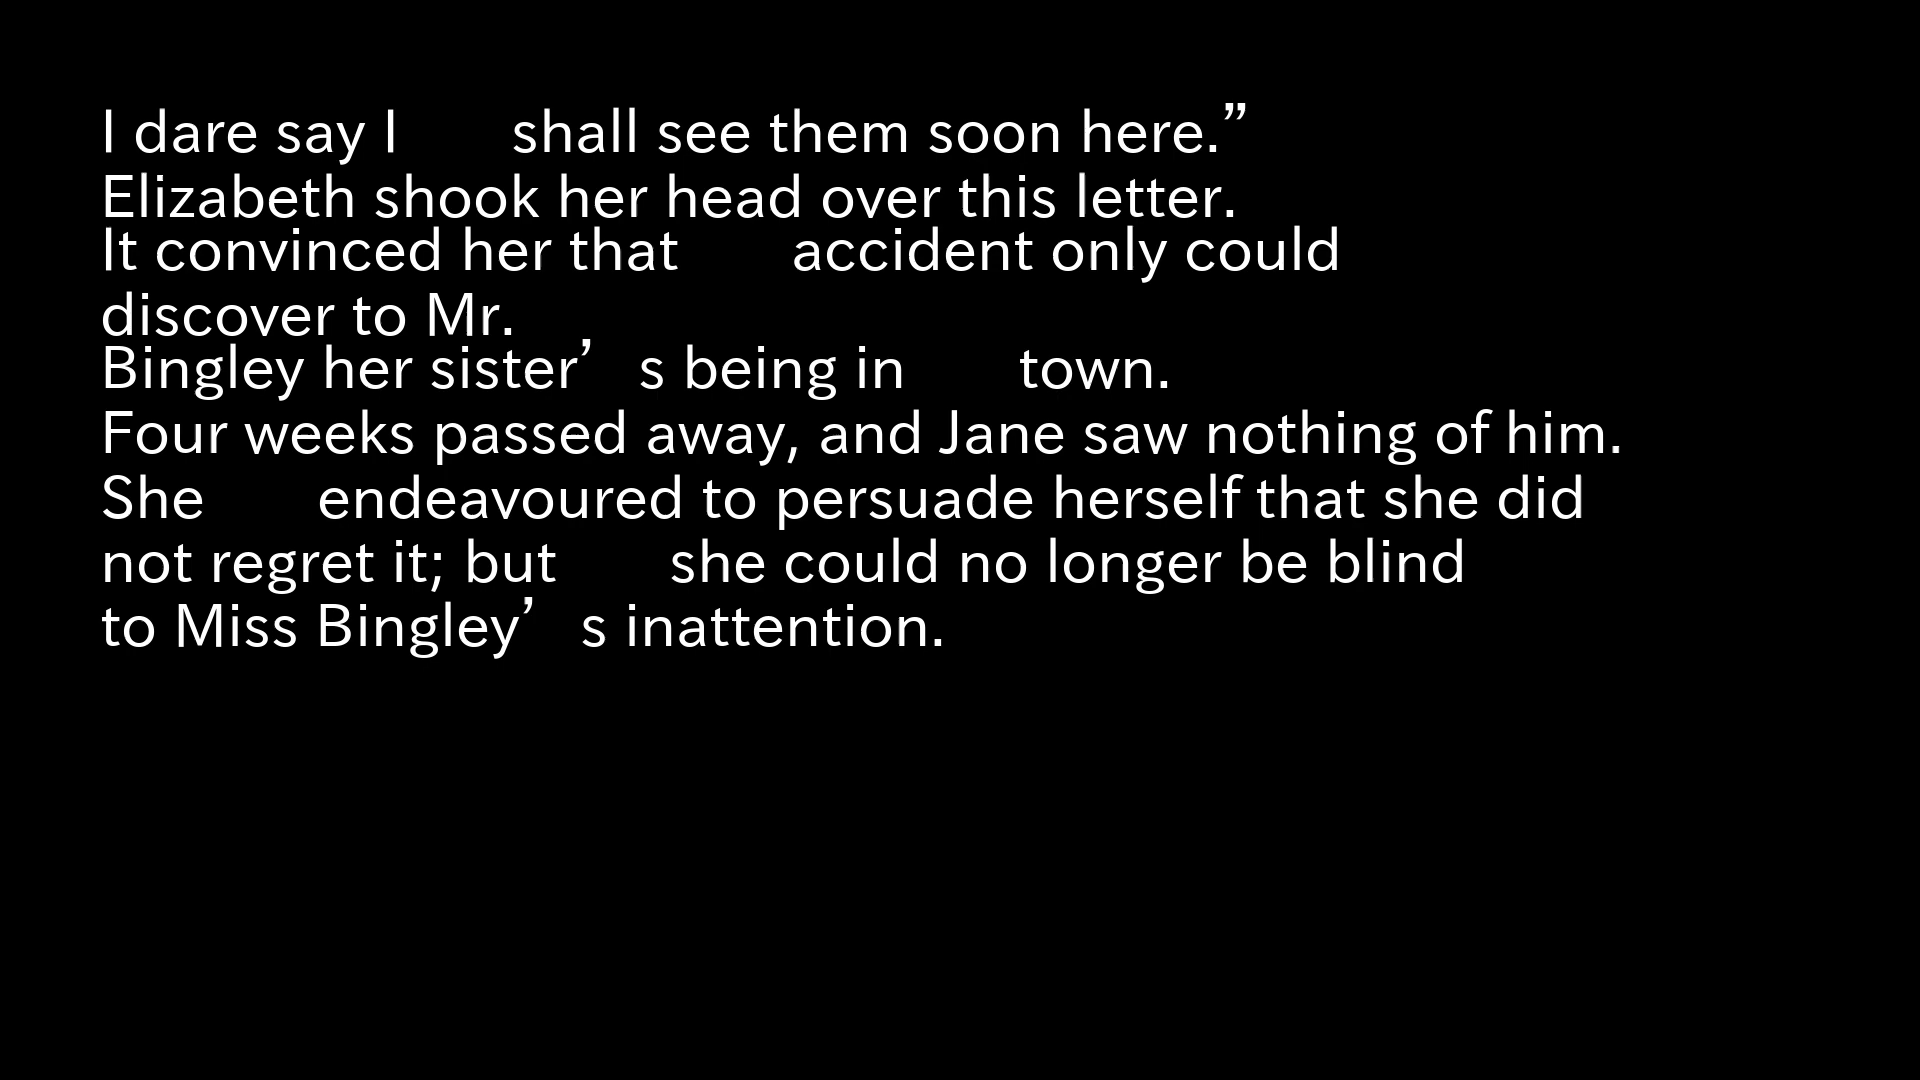 I dare say I shall see them soon here.”
Elizabeth shook her head over this letter.
It convinced her that accident only could
discover to Mr.
Bingley her sister’s being in town.
Four weeks passed away, and Jane saw nothing of him.
She endeavoured to persuade herself that she did
not regret it; but she could no longer be blind
to Miss Bingley’s inattention.